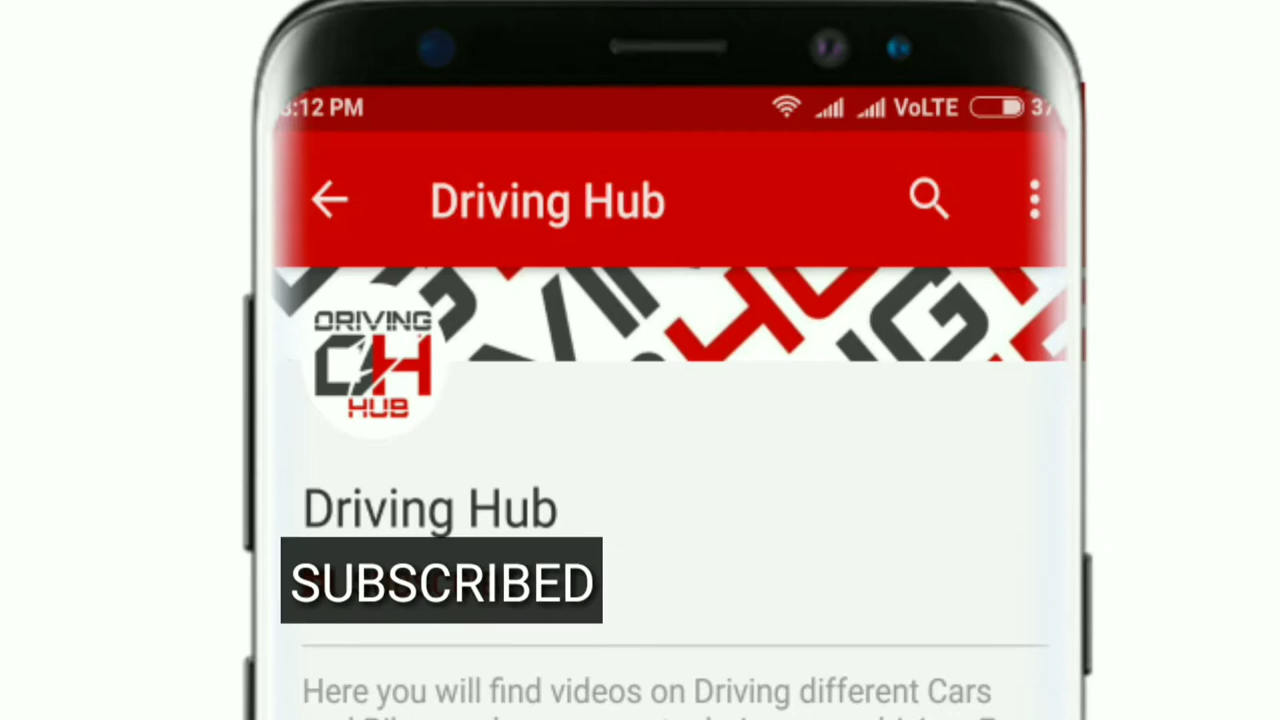 :12 PM VoLTE 37
Driving Hub
DRIVING
DH
HUB
Driving Hub
SUBSCRIBED
Here you will find videos on Driving different Cars